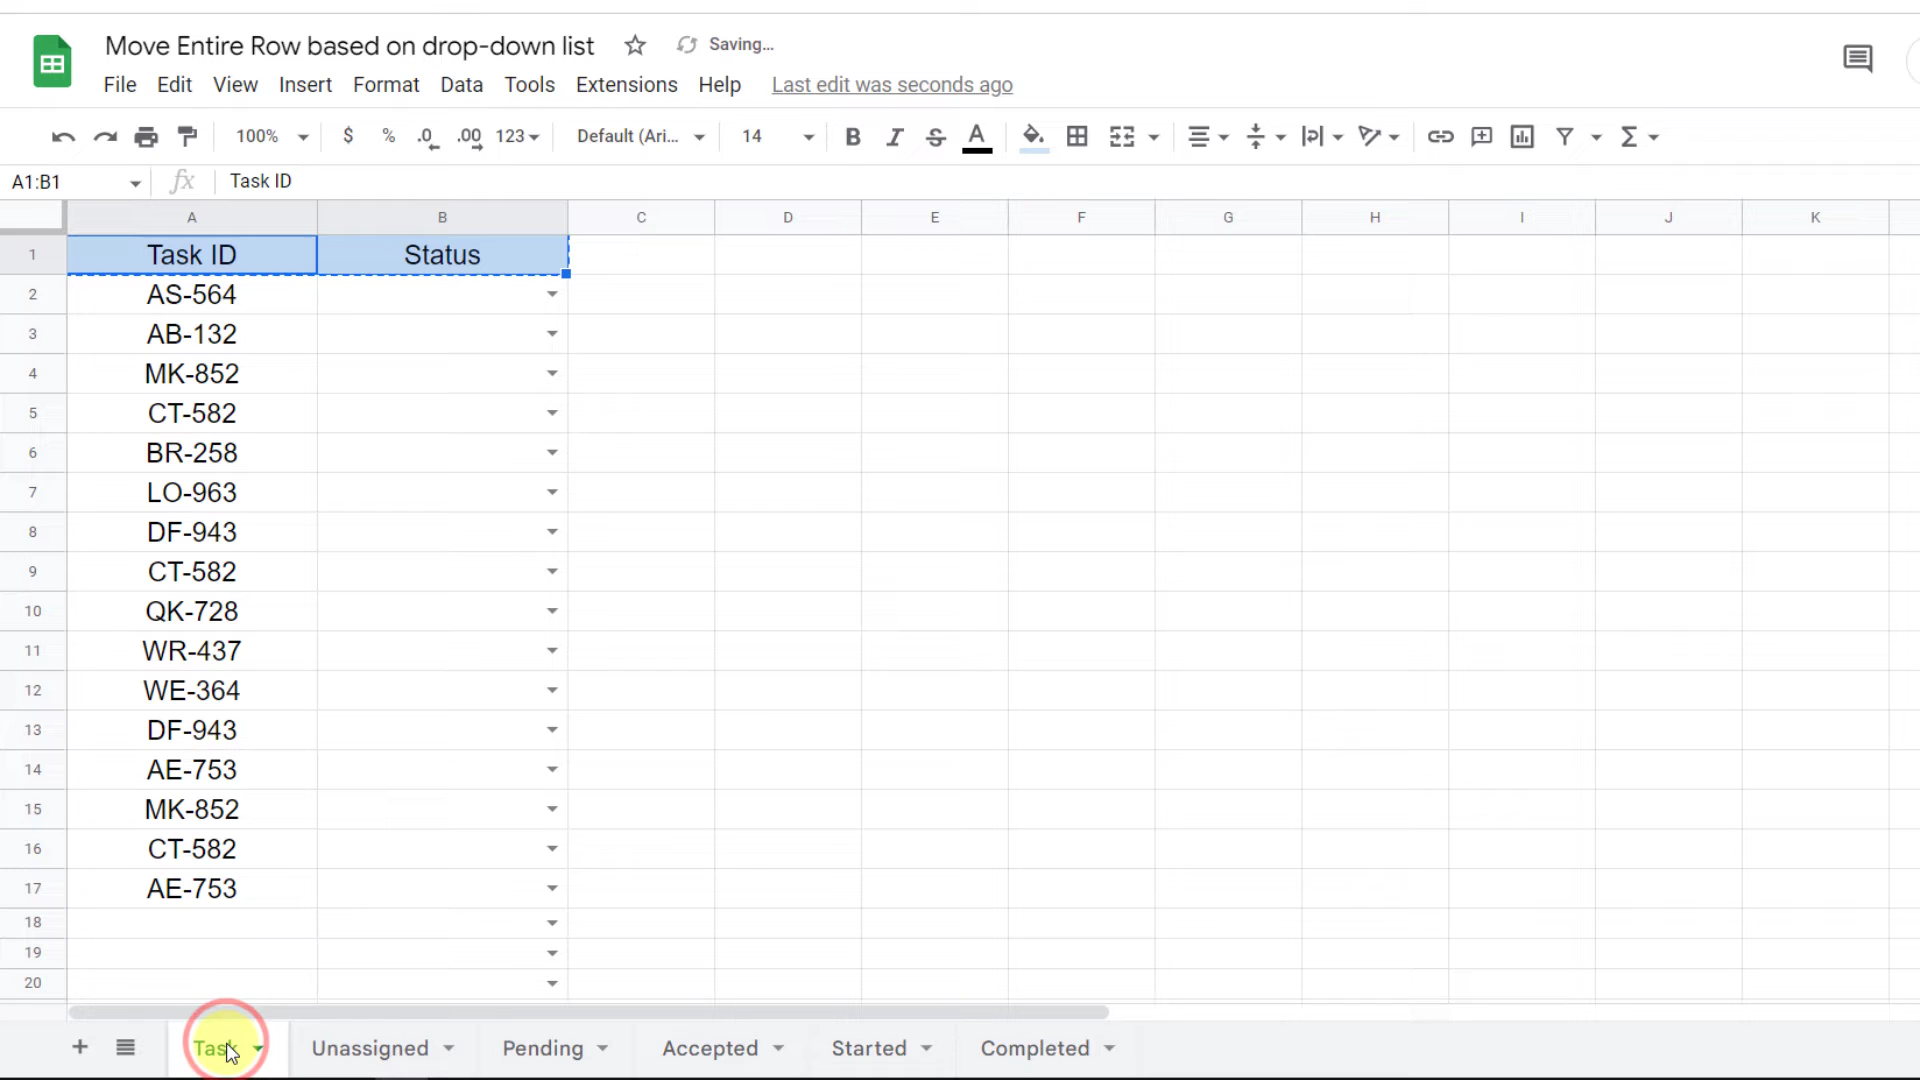 Move Entire Row based on drop-down list Saving...
File Edit View Insert Format Data Tools Extensions Help Last edit was seconds ago
100% $ % .0 .00 123 Default (Ari... 14 B I S A Σ
A1:B1 fx Task ID
A B C D E F G H I J K
1 Task ID Status
2 AS-564
3 AB-132
4 MK-852
5 CT-582
6 BR-258
7 LO-963
8 DF-943
9 CT-582
10 QK-728
11 WR-437
12 WE-364
13 DF-943
14 AE-753
15 MK-852
16 CT-582
17 AE-753
18
19
20
+ Task Unassigned Pending Accepted Started Completed